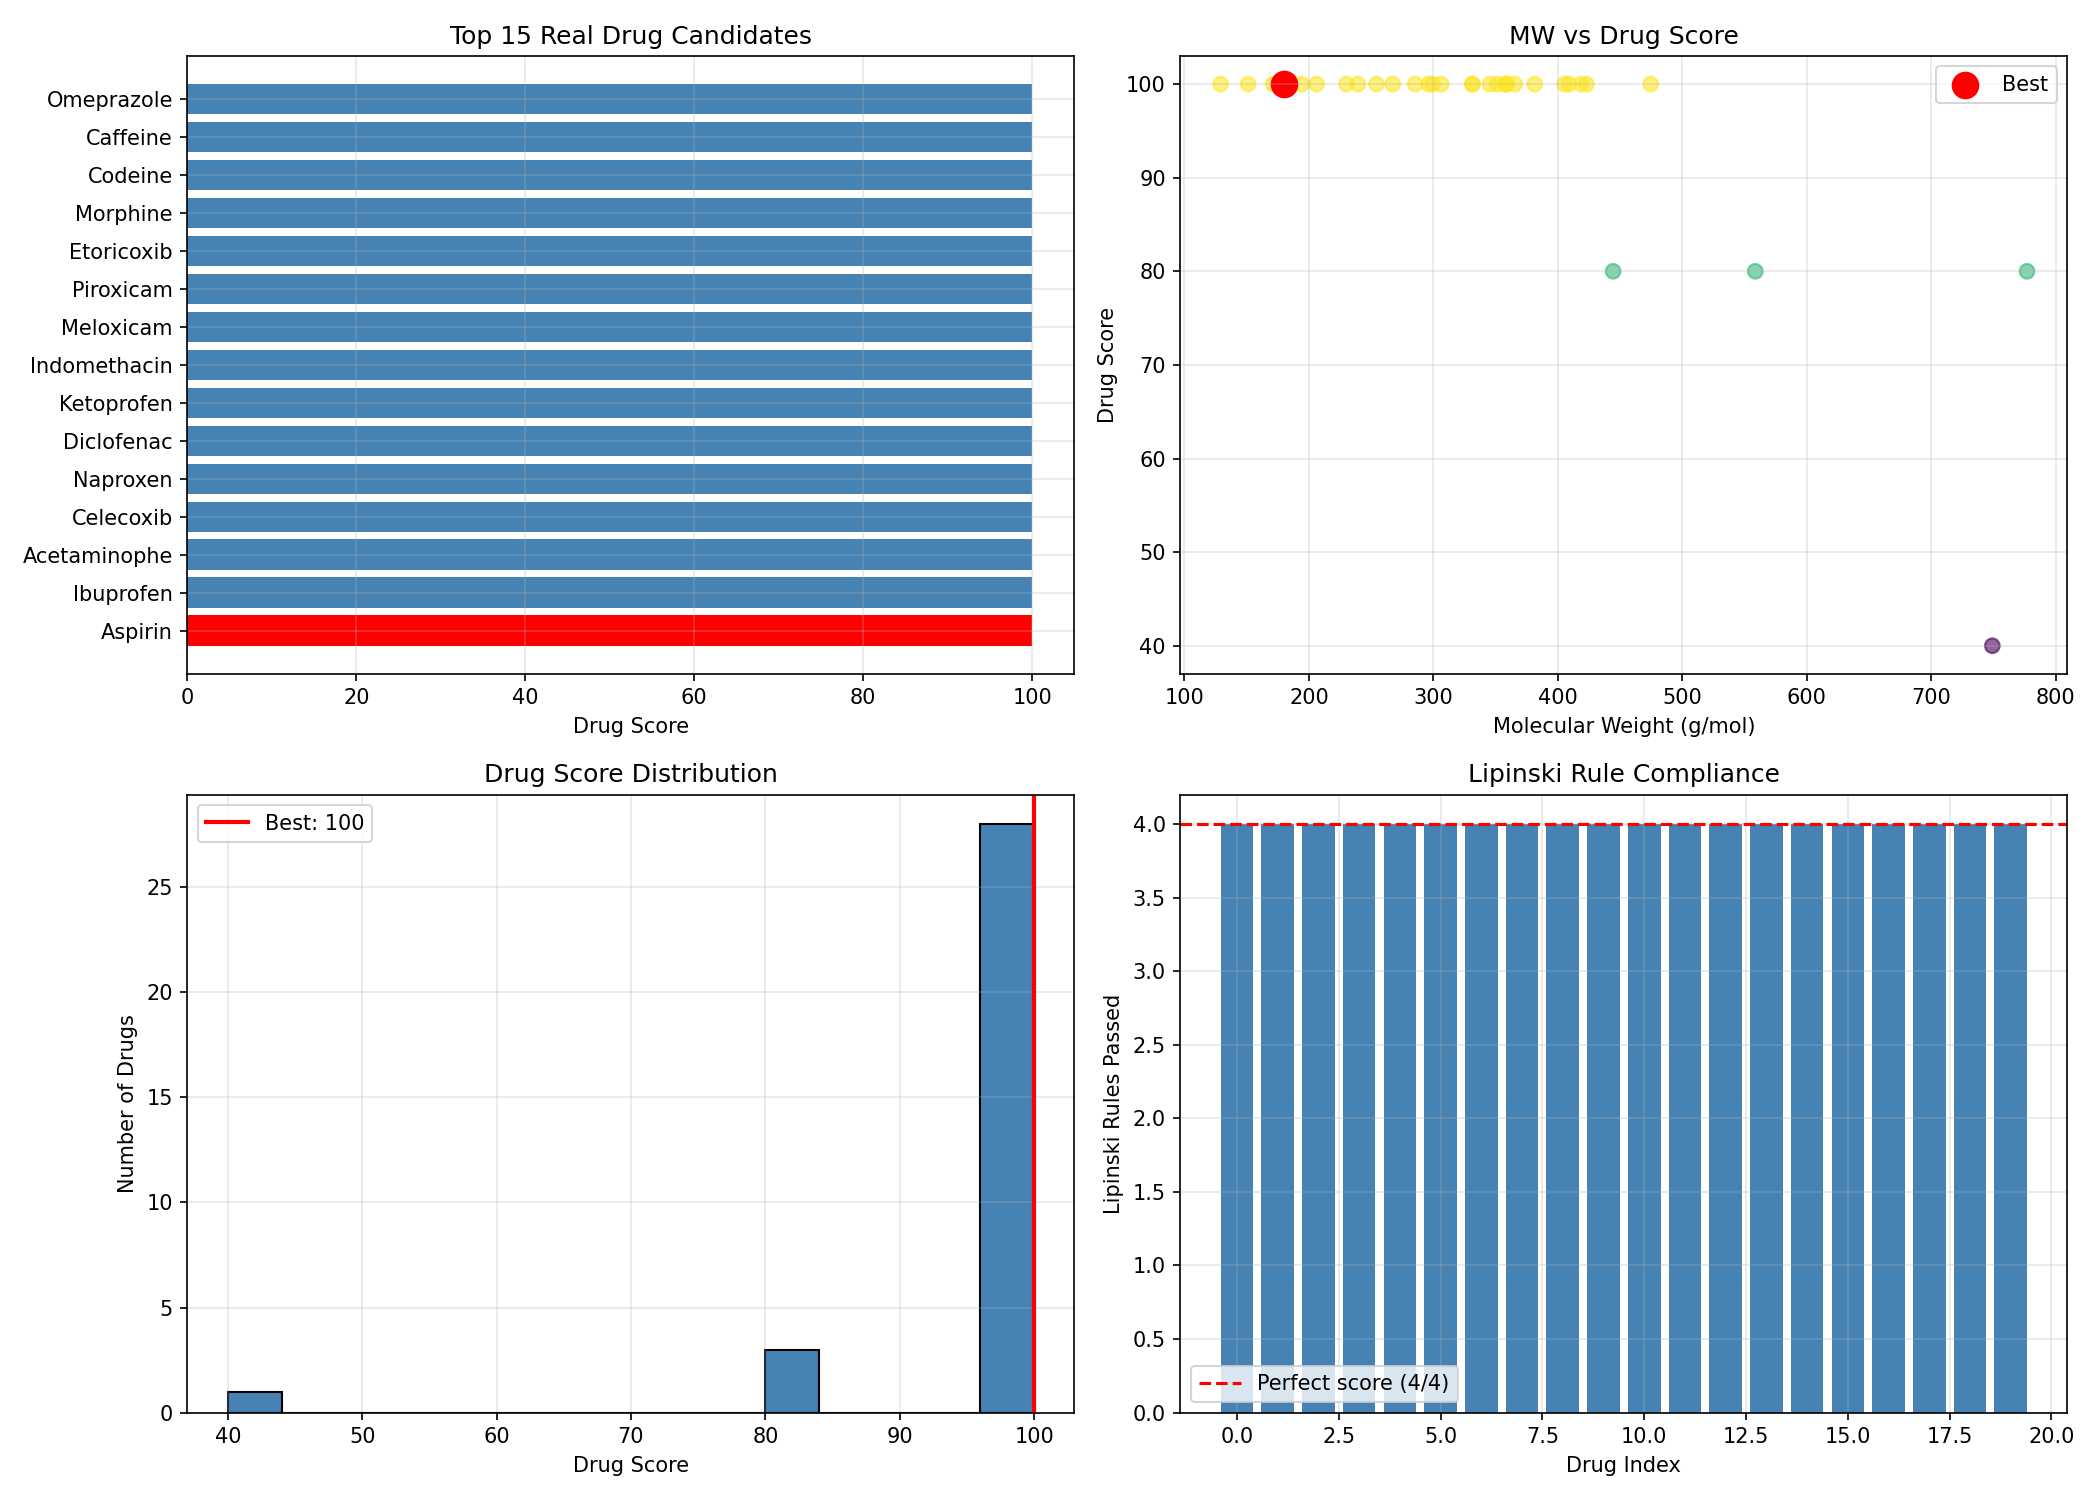 Top 15 Real Drug Candidates
Omeprazole
Caffeine
Codeine
Morphine
Etoricoxib
Piroxicam
Meloxicam
Indomethacin
Ketoprofen
Diclofenac
Naproxen
Celecoxib
Acetaminophe
Ibuprofen
Aspirin
0 20 40 60 80 100
Drug Score
MW vs Drug Score
Best
100
90
80
70
60
50
40
Drug Score
100 200 300 400 500 600 700 800
Molecular Weight (g/mol)
Drug Score Distribution
Best: 100
25
20
15
10
5
0
Number of Drugs
40 50 60 70 80 90 100
Drug Score
Lipinski Rule Compliance
4.0
3.5
3.0
2.5
2.0
1.5
1.0
0.5
0.0
Lipinski Rules Passed
Perfect score (4/4)
0.0 2.5 5.0 7.5 10.0 12.5 15.0 17.5 20.0
Drug Index